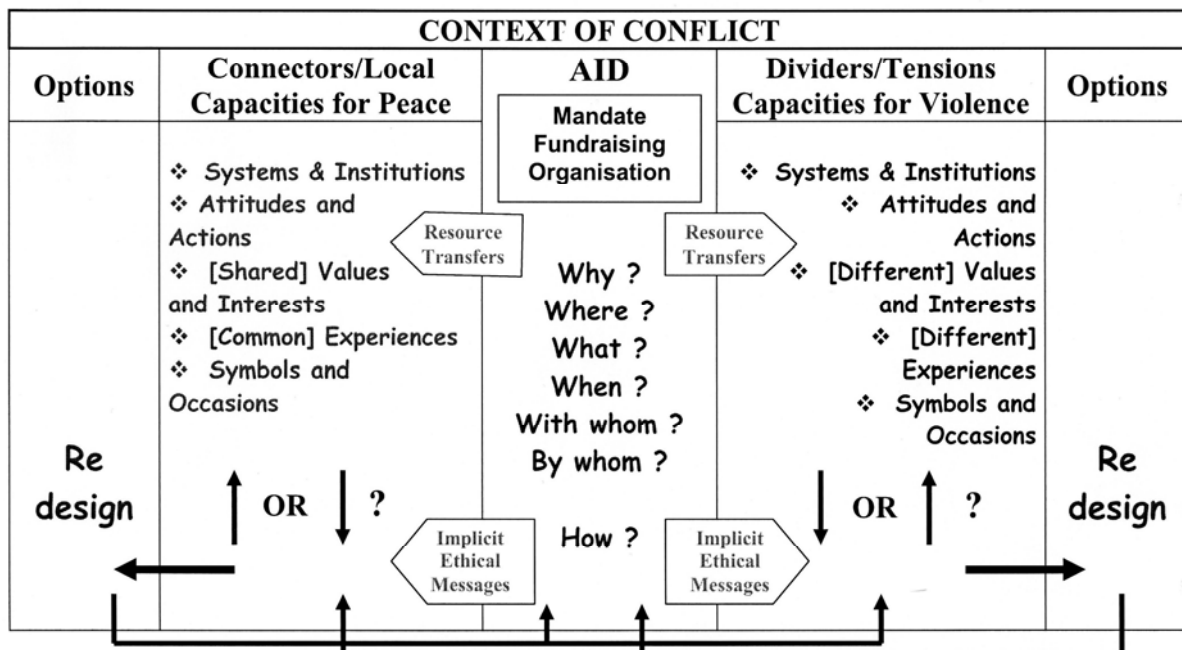 CONTEXT OF CONFLICT
Options
Connectors/Local
Capacities for Peace
❖ Systems & Institutions
❖ Attitudes and
Actions
❖ [Shared] Values
and Interests
❖ [Common] Experiences
❖ Symbols and
Occasions
AID
Mandate
Fundraising
Organisation
Resource
Transfers
Resource
Transfers
Why ?
Where ?
What ?
When ?
With whom ?
By whom ?
How ?
Dividers/Tensions
Capacities for Violence
❖ Systems & Institutions
❖ Attitudes and
Actions
❖ [Different] Values
and Interests
❖ [Different]
Experiences
❖ Symbols and
Occasions
Options
Re
design
OR ?
Implicit
Ethical
Messages
Implicit
Ethical
Messages
OR ?
Re
design